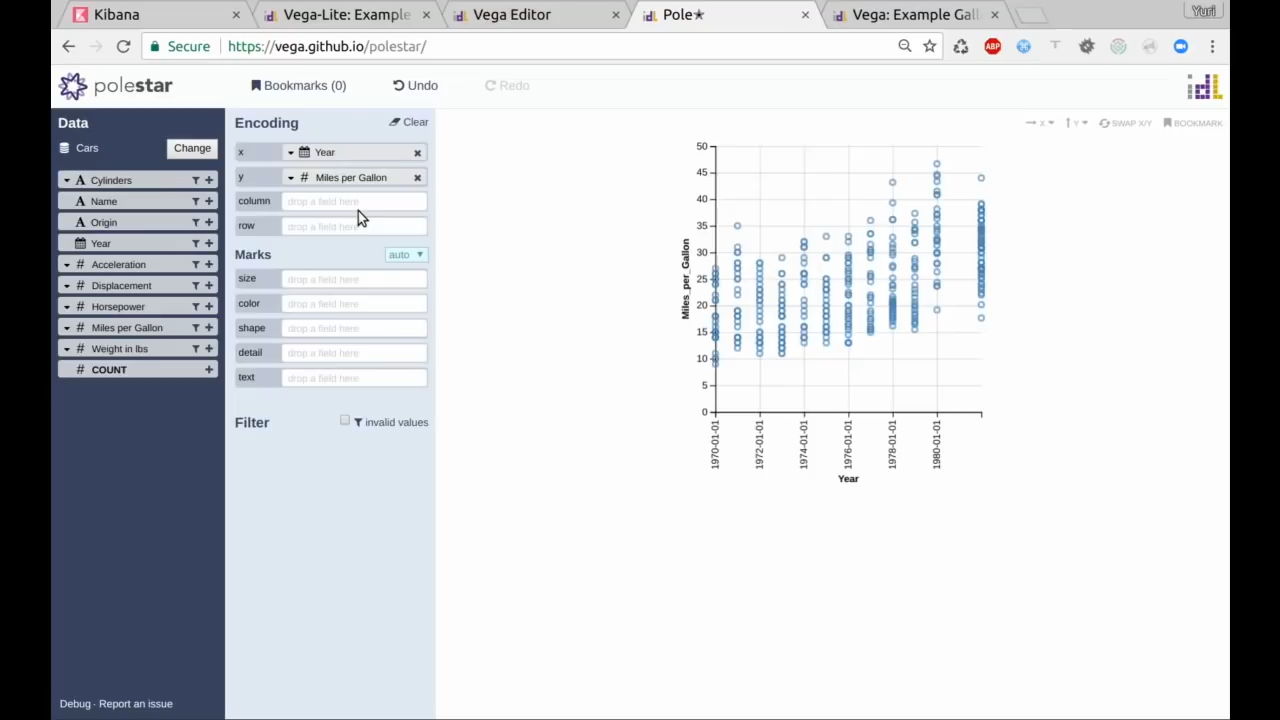 Kibana
Vega-Lite: Example
Vega Editor
Pole★
Vega: Example Gall
Yuri
Secure
https://vega.github.io/polestar/
ABP
polestar
Bookmarks (0)
Undo
Redo
idl
Data
Cars
Change
A Cylinders
A Name
A Origin
Year
# Acceleration
# Displacement
# Horsepower
# Miles per Gallon
# Weight in lbs
# COUNT
Debug · Report an issue
Encoding
Clear
x Year
y # Miles per Gallon
column drop a field here
row drop a field here
Marks
auto
size drop a field here
color drop a field here
shape drop a field here
detail drop a field here
text drop a field here
Filter
invalid values
X
Y
SWAP X/Y
BOOKMARK
50
45
40
35
30
25
20
15
10
5
0
Miles_per_Gallon
1970-01-01
1972-01-01
1974-01-01
1976-01-01
1978-01-01
1980-01-01
Year